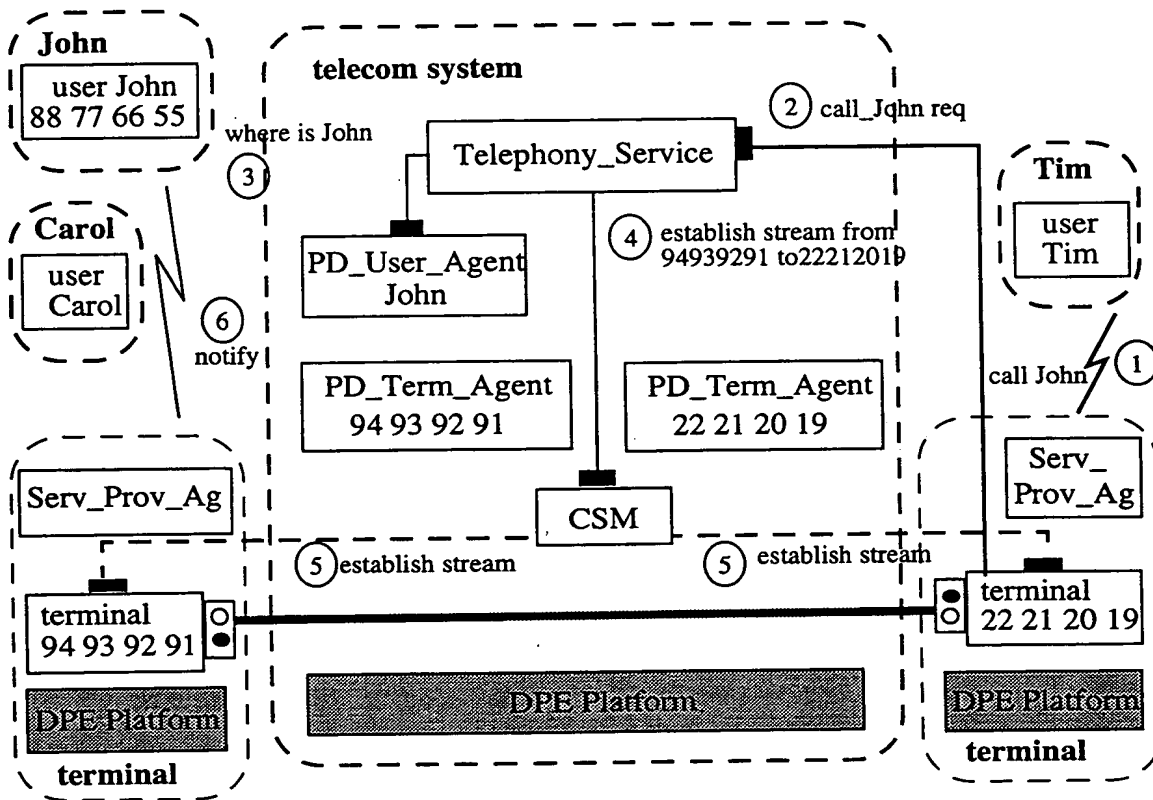 John
user John
88 77 66 55
telecom system
where is John
3
2
call_John req
Telephony_Service
Tim
user
Tim
Carol
user
Carol
PD_User_Agent
John
4
establish stream from
94939291 to22212019
6
notify
call John
1
PD_Term_Agent
94 93 92 91
PD_Term_Agent
22 21 20 19
Serv_Prov_Ag
CSM
Serv_
Prov_Ag
5
establish stream
5
establish stream
terminal
94 93 92 91
terminal
22 21 20 19
DPE Platform
DPE Platform
DPE Platform
terminal
terminal